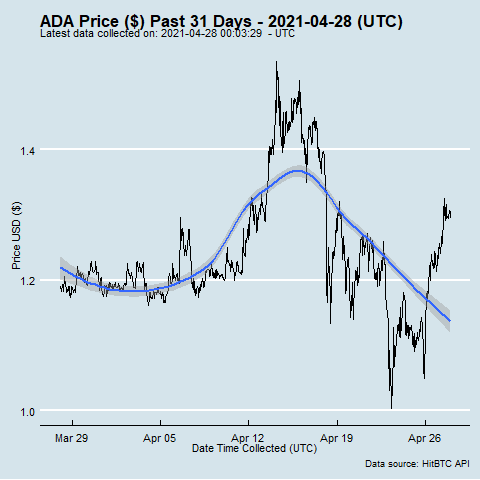 ADA Price ($) Past 31 Days - 2021-04-28 (UTC)
Latest data collected on: 2021-04-28 00:03:29 - UTC
Price USD ($)
1.4
1.2
1.0
Mar 29 Apr 05 Apr 12 Apr 19 Apr 26
Date Time Collected (UTC)
Data source: HitBTC API